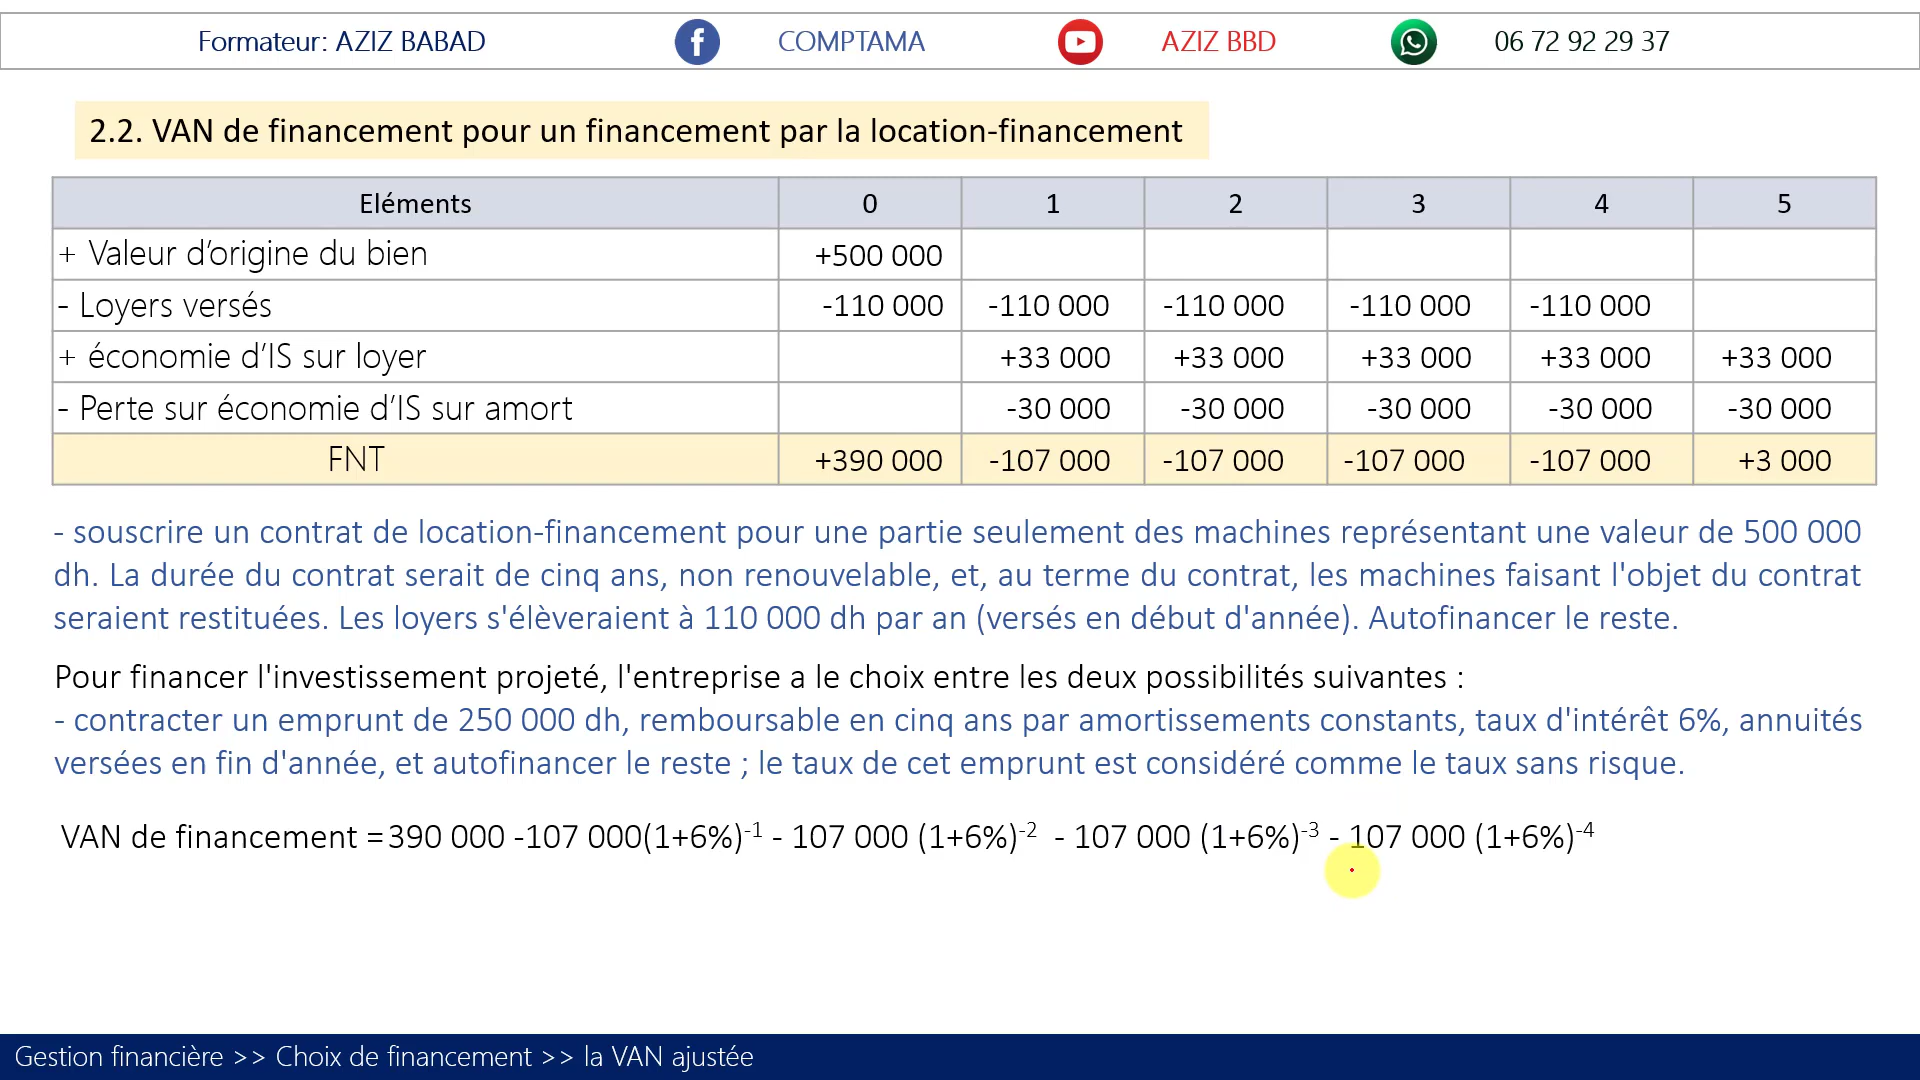 Formateur: AZIZ BABAD COMPTAMA AZIZ BBD 06 72 92 29 37
2.2. VAN de financement pour un financement par la location-financement
Eléments 0 1 2 3 4 5
+ Valeur d’origine du bien +500 000
- Loyers versés -110 000 -110 000 -110 000 -110 000 -110 000
+ économie d’IS sur loyer +33 000 +33 000 +33 000 +33 000 +33 000
- Perte sur économie d’IS sur amort -30 000 -30 000 -30 000 -30 000 -30 000
FNT +390 000 -107 000 -107 000 -107 000 -107 000 +3 000
- souscrire un contrat de location-financement pour une partie seulement des machines représentant une valeur de 500 000
dh. La durée du contrat serait de cinq ans, non renouvelable, et, au terme du contrat, les machines faisant l'objet du contrat
seraient restituées. Les loyers s'élèveraient à 110 000 dh par an (versés en début d'année). Autofinancer le reste.
Pour financer l'investissement projeté, l'entreprise a le choix entre les deux possibilités suivantes :
- contracter un emprunt de 250 000 dh, remboursable en cinq ans par amortissements constants, taux d'intérêt 6%, annuités
versées en fin d'année, et autofinancer le reste ; le taux de cet emprunt est considéré comme le taux sans risque.
VAN de financement = 390 000 -107 000(1+6%)⁻¹ - 107 000 (1+6%)⁻² - 107 000 (1+6%)⁻³ - 107 000 (1+6%)⁻⁴
Gestion financière >> Choix de financement >> la VAN ajustée